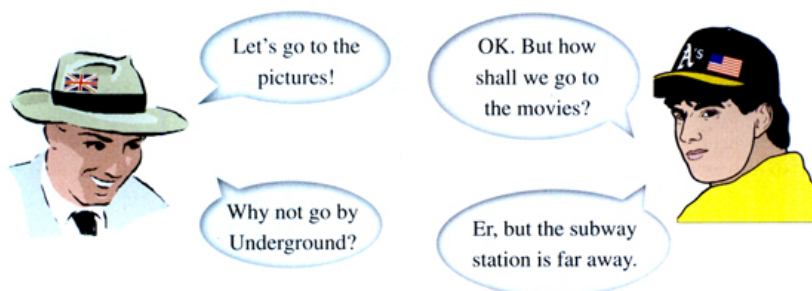 Let's go to the
pictures!
OK. But how
shall we go to
the movies?
A's
Why not go by
Underground?
Er, but the subway
station is far away.